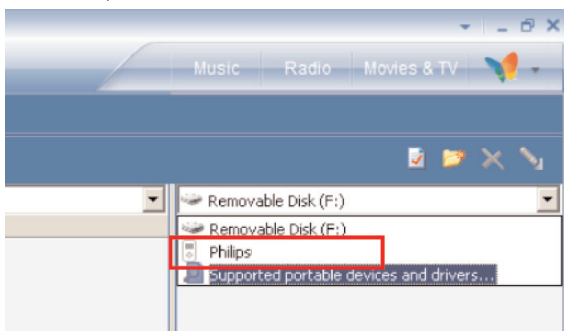 Music Radio Movies & TV
Removable Disk (F:)
Removable Disk (F:)
Philips
Supported portable devices and drivers...